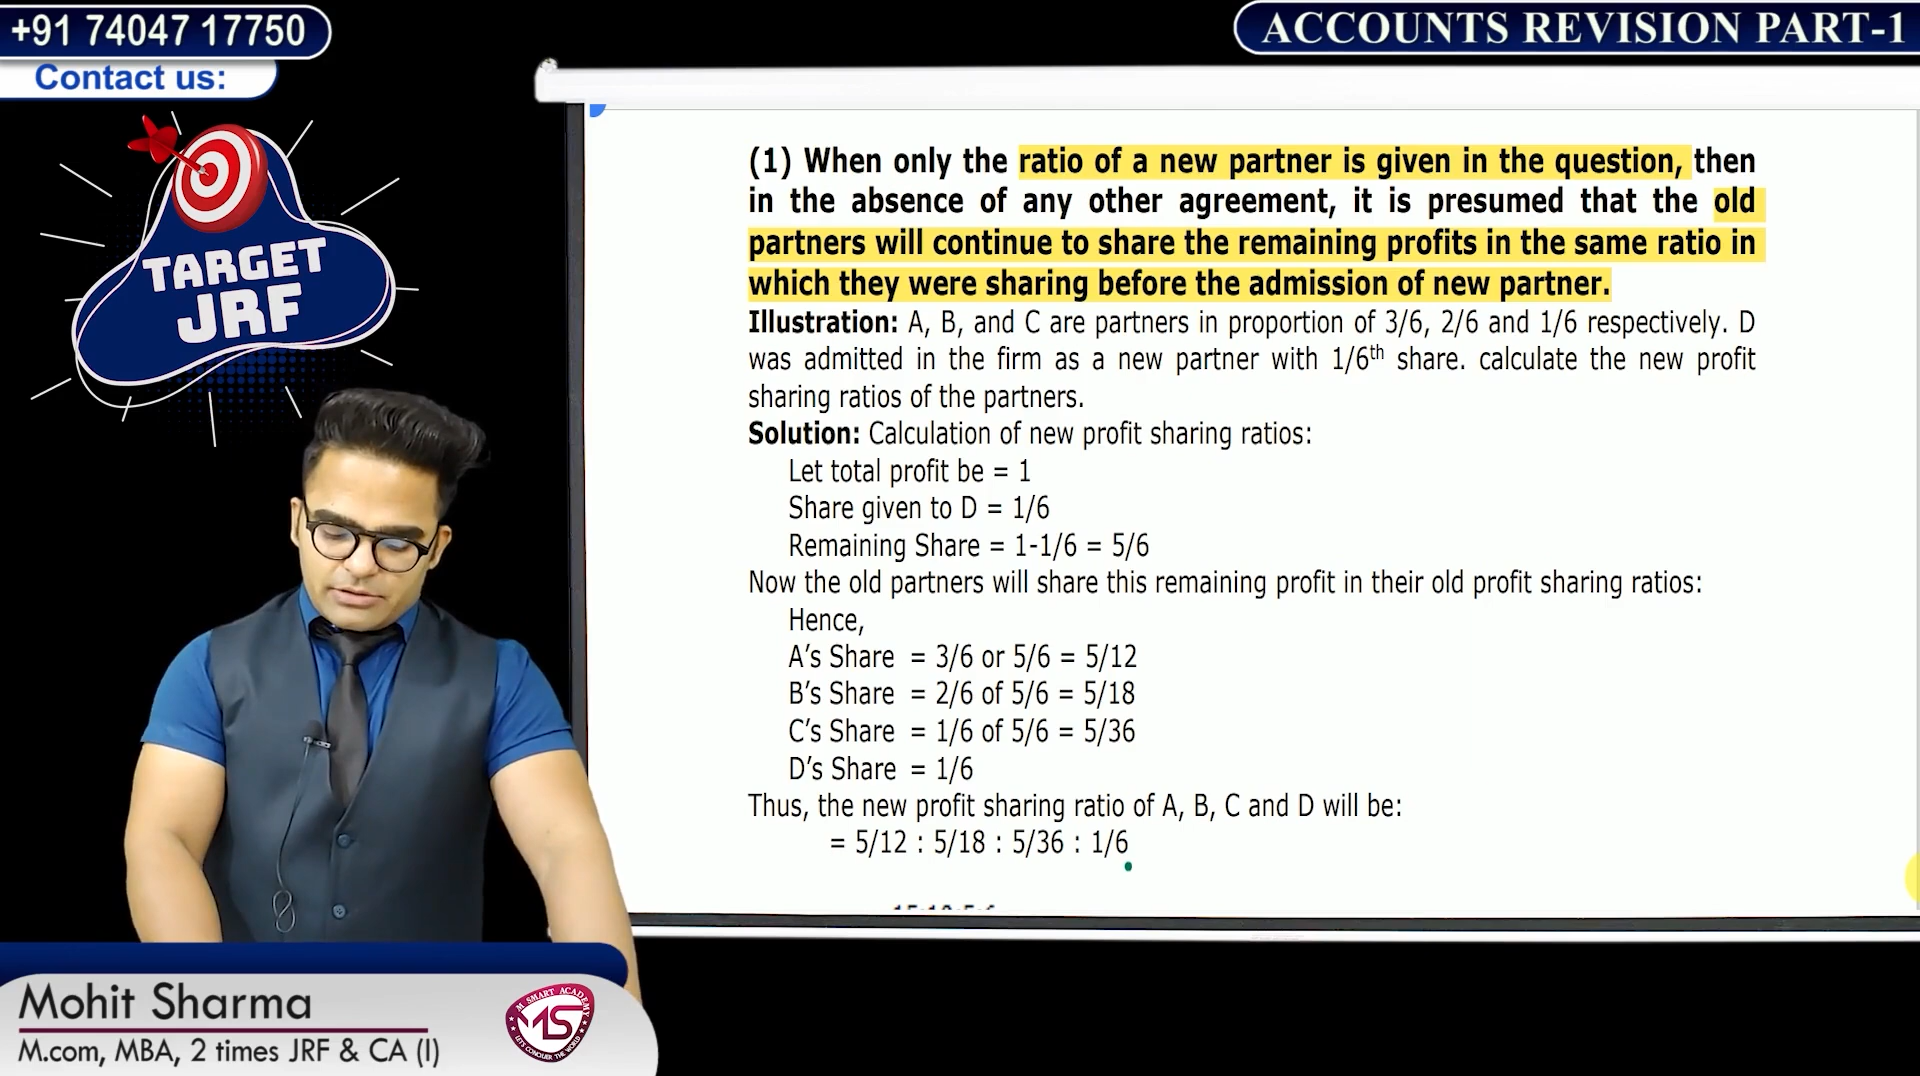 +91 74047 17750
Contact us:
ACCOUNTS REVISION PART-1
TARGET
JRF
(1) When only the ratio of a new partner is given in the question, then
in the absence of any other agreement, it is presumed that the old
partners will continue to share the remaining profits in the same ratio in
which they were sharing before the admission of new partner.
Illustration: A, B, and C are partners in proportion of 3/6, 2/6 and 1/6 respectively. D
was admitted in the firm as a new partner with 1/6th share. calculate the new profit
sharing ratios of the partners.
Solution: Calculation of new profit sharing ratios:
Let total profit be = 1
Share given to D = 1/6
Remaining Share = 1-1/6 = 5/6
Now the old partners will share this remaining profit in their old profit sharing ratios:
Hence,
A's Share = 3/6 or 5/6 = 5/12
B's Share = 2/6 of 5/6 = 5/18
C's Share = 1/6 of 5/6 = 5/36
D's Share = 1/6
Thus, the new profit sharing ratio of A, B, C and D will be:
= 5/12 : 5/18 : 5/36 : 1/6
Mohit Sharma
M.com, MBA, 2 times JRF & CA (I)
M SMART ACADEMY
MS
LETS CONQUER THE WORLD